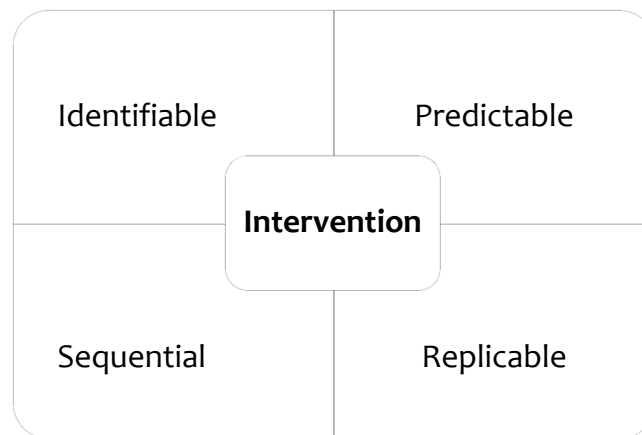 Identifiable
Predictable
Intervention
Sequential
Replicable